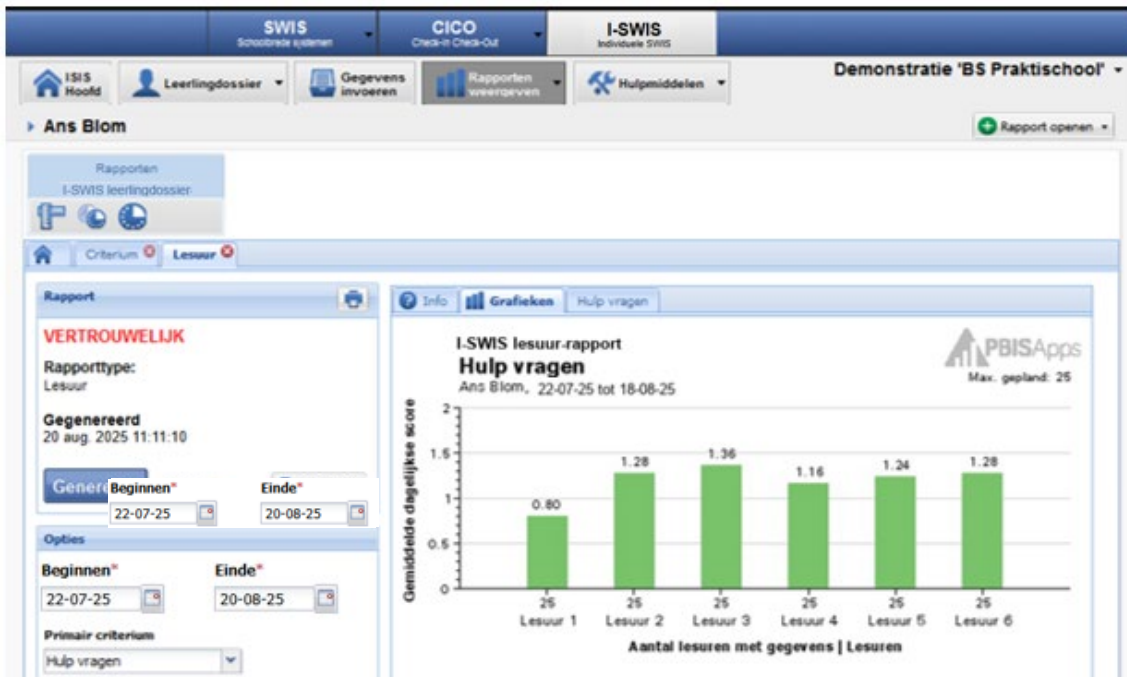 SWIS
Schoolbrede systemen
CICO
Check-in Check-Out
I-SWIS
Individuele SWIS
ISIS
Hoofd
Leerlingdossier
Gegevens
invoeren
Rapporten
weergeven
Hulpmiddelen
Demonstratie 'BS Praktischool'
Ans Blom
Rapport openen
Rapporten
I-SWIS leerlingdossier
Criterium
Lesuur
Rapport
VERTROUWELIJK
Rapporttype:
Lesuur
Gegenereerd
20 aug. 2025 11:11:10
Beginnen* Einde*
22-07-25 20-08-25
Opties
Beginnen* Einde*
22-07-25 20-08-25
Primair criterium
Hulp vragen
Info Grafieken Hulp vragen
I-SWIS lesuur-rapport
Hulp vragen
Ans Blom, 22-07-25 tot 18-08-25
PBISApps
Max. gepland: 25
Gemiddelde dagelijkse score
2
1.5
1
0.5
0
0.80 1.28 1.36 1.16 1.24 1.28
25 25 25 25 25 25
Lesuur 1 Lesuur 2 Lesuur 3 Lesuur 4 Lesuur 5 Lesuur 6
Aantal lesuren met gegevens | Lesuren